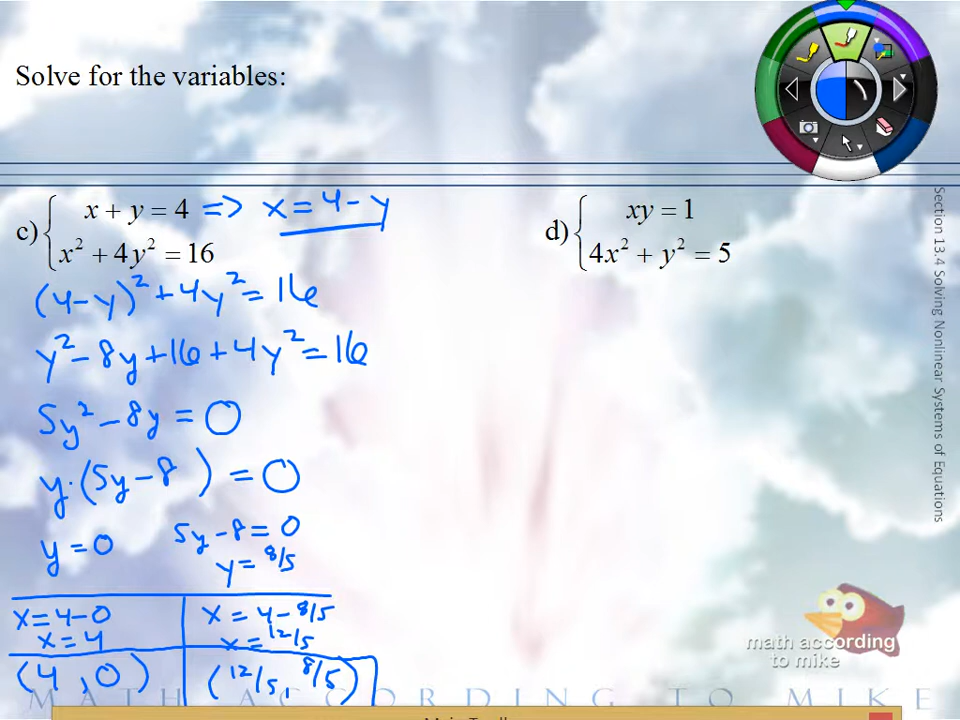 Solve for the variables:
c) { x + y = 4 => x = 4 - y
x² + 4y² = 16
(4-y)² + 4y² = 16
y² - 8y + 16 + 4y² = 16
5y² - 8y = 0
y·(5y - 8) = 0
y = 0
5y - 8 = 0
y = 8/5
x = 4 - 0
x = 4
(4, 0)
x = 4 - 8/5
x = 12/5
(12/5, 8/5)
d) { xy = 1
4x² + y² = 5
Section 13.4 Solving Nonlinear Systems of Equations
math according
to mike
MATH ACCORDING TO MIKE